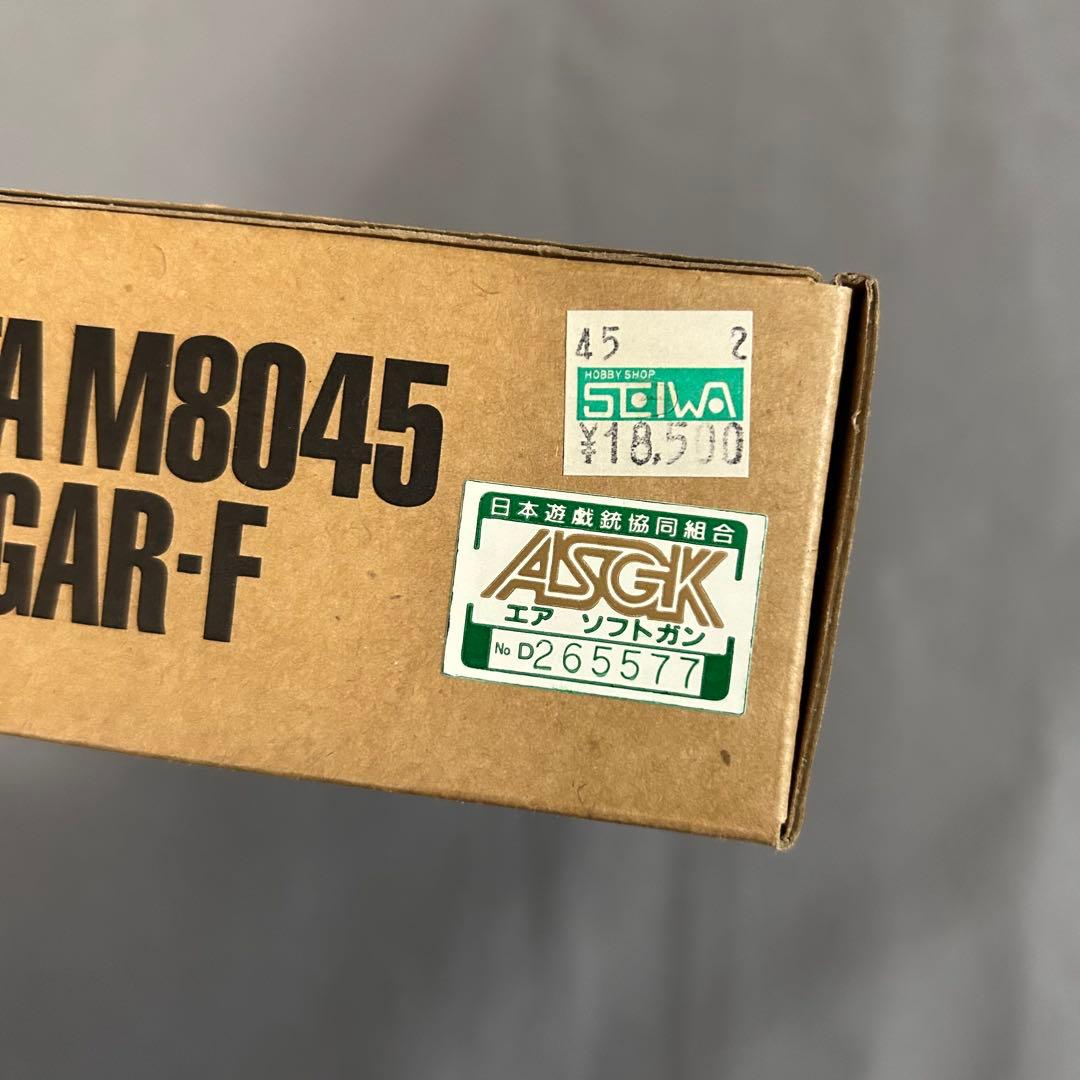 TA M8045
GAR-F
45 2
HOBBY SHOP
SEIWA
¥18,500
日本遊戯銃協同組合
ASGK
エア ソフトガン
No D265577